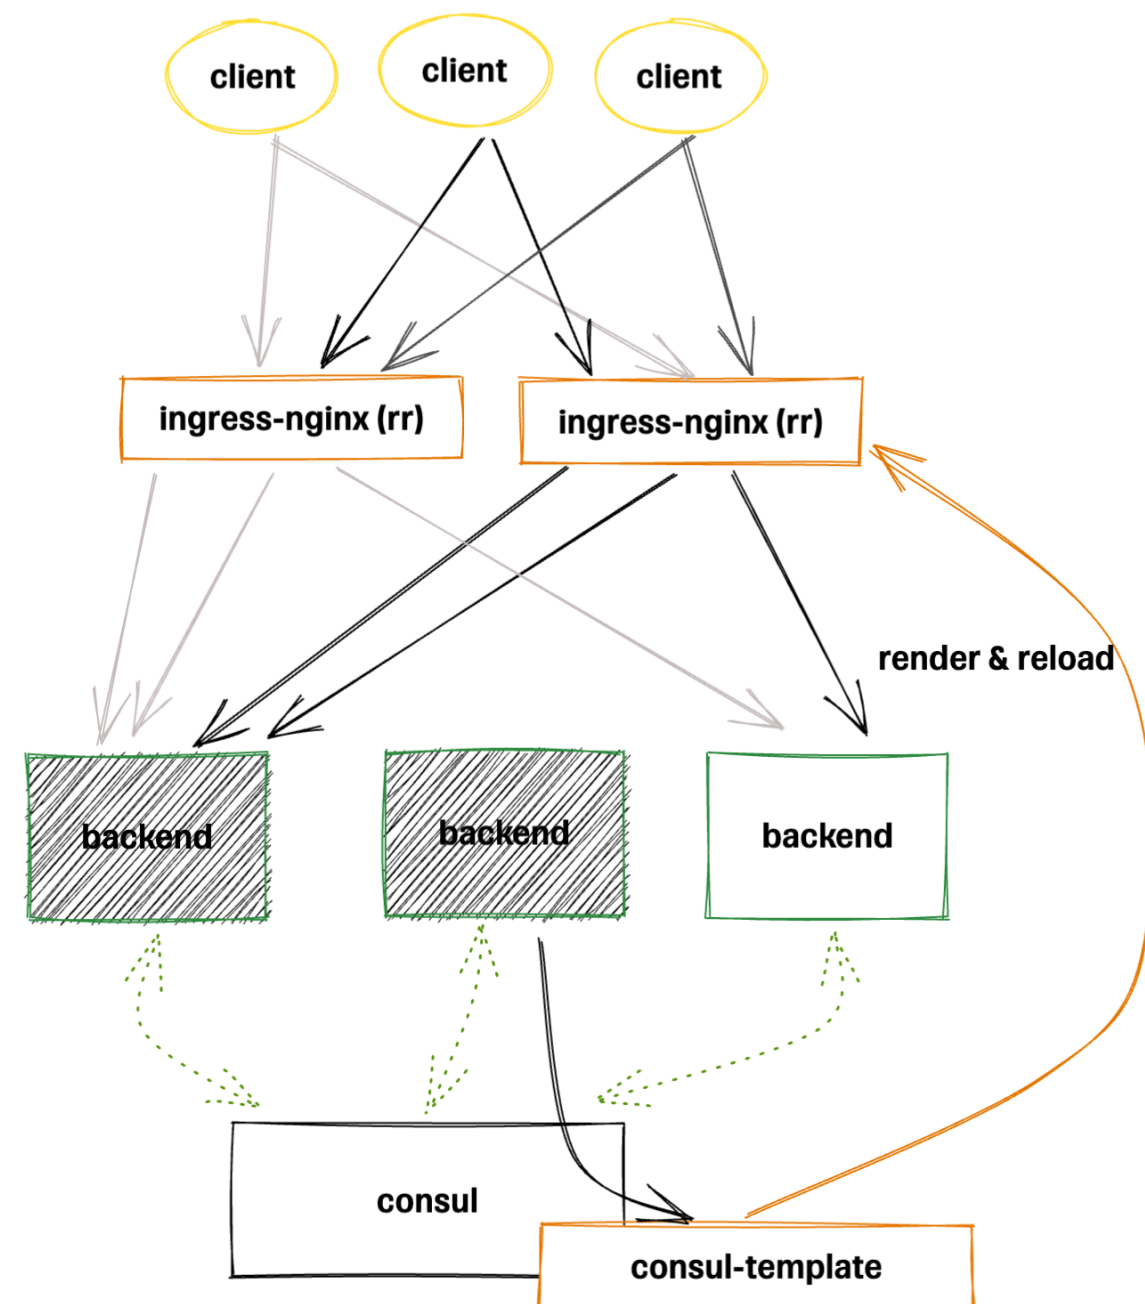 client
client
client
ingress-nginx (rr)
ingress-nginx (rr)
render & reload
backend
backend
backend
consul
consul-template